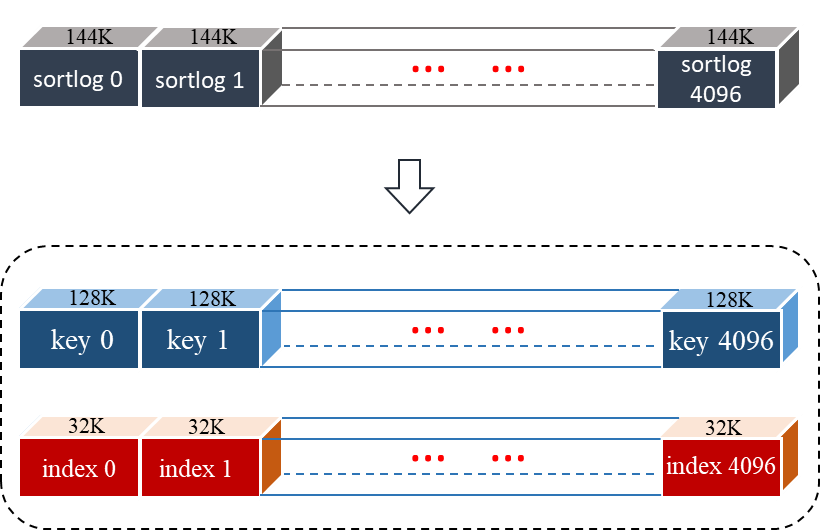 144K 144K 144K
sortlog 0 sortlog 1 ... ... sortlog
4096
128K 128K 128K
key 0 key 1 ... ... key 4096
32K 32K 32K
index 0 index 1 ... ... index 4096